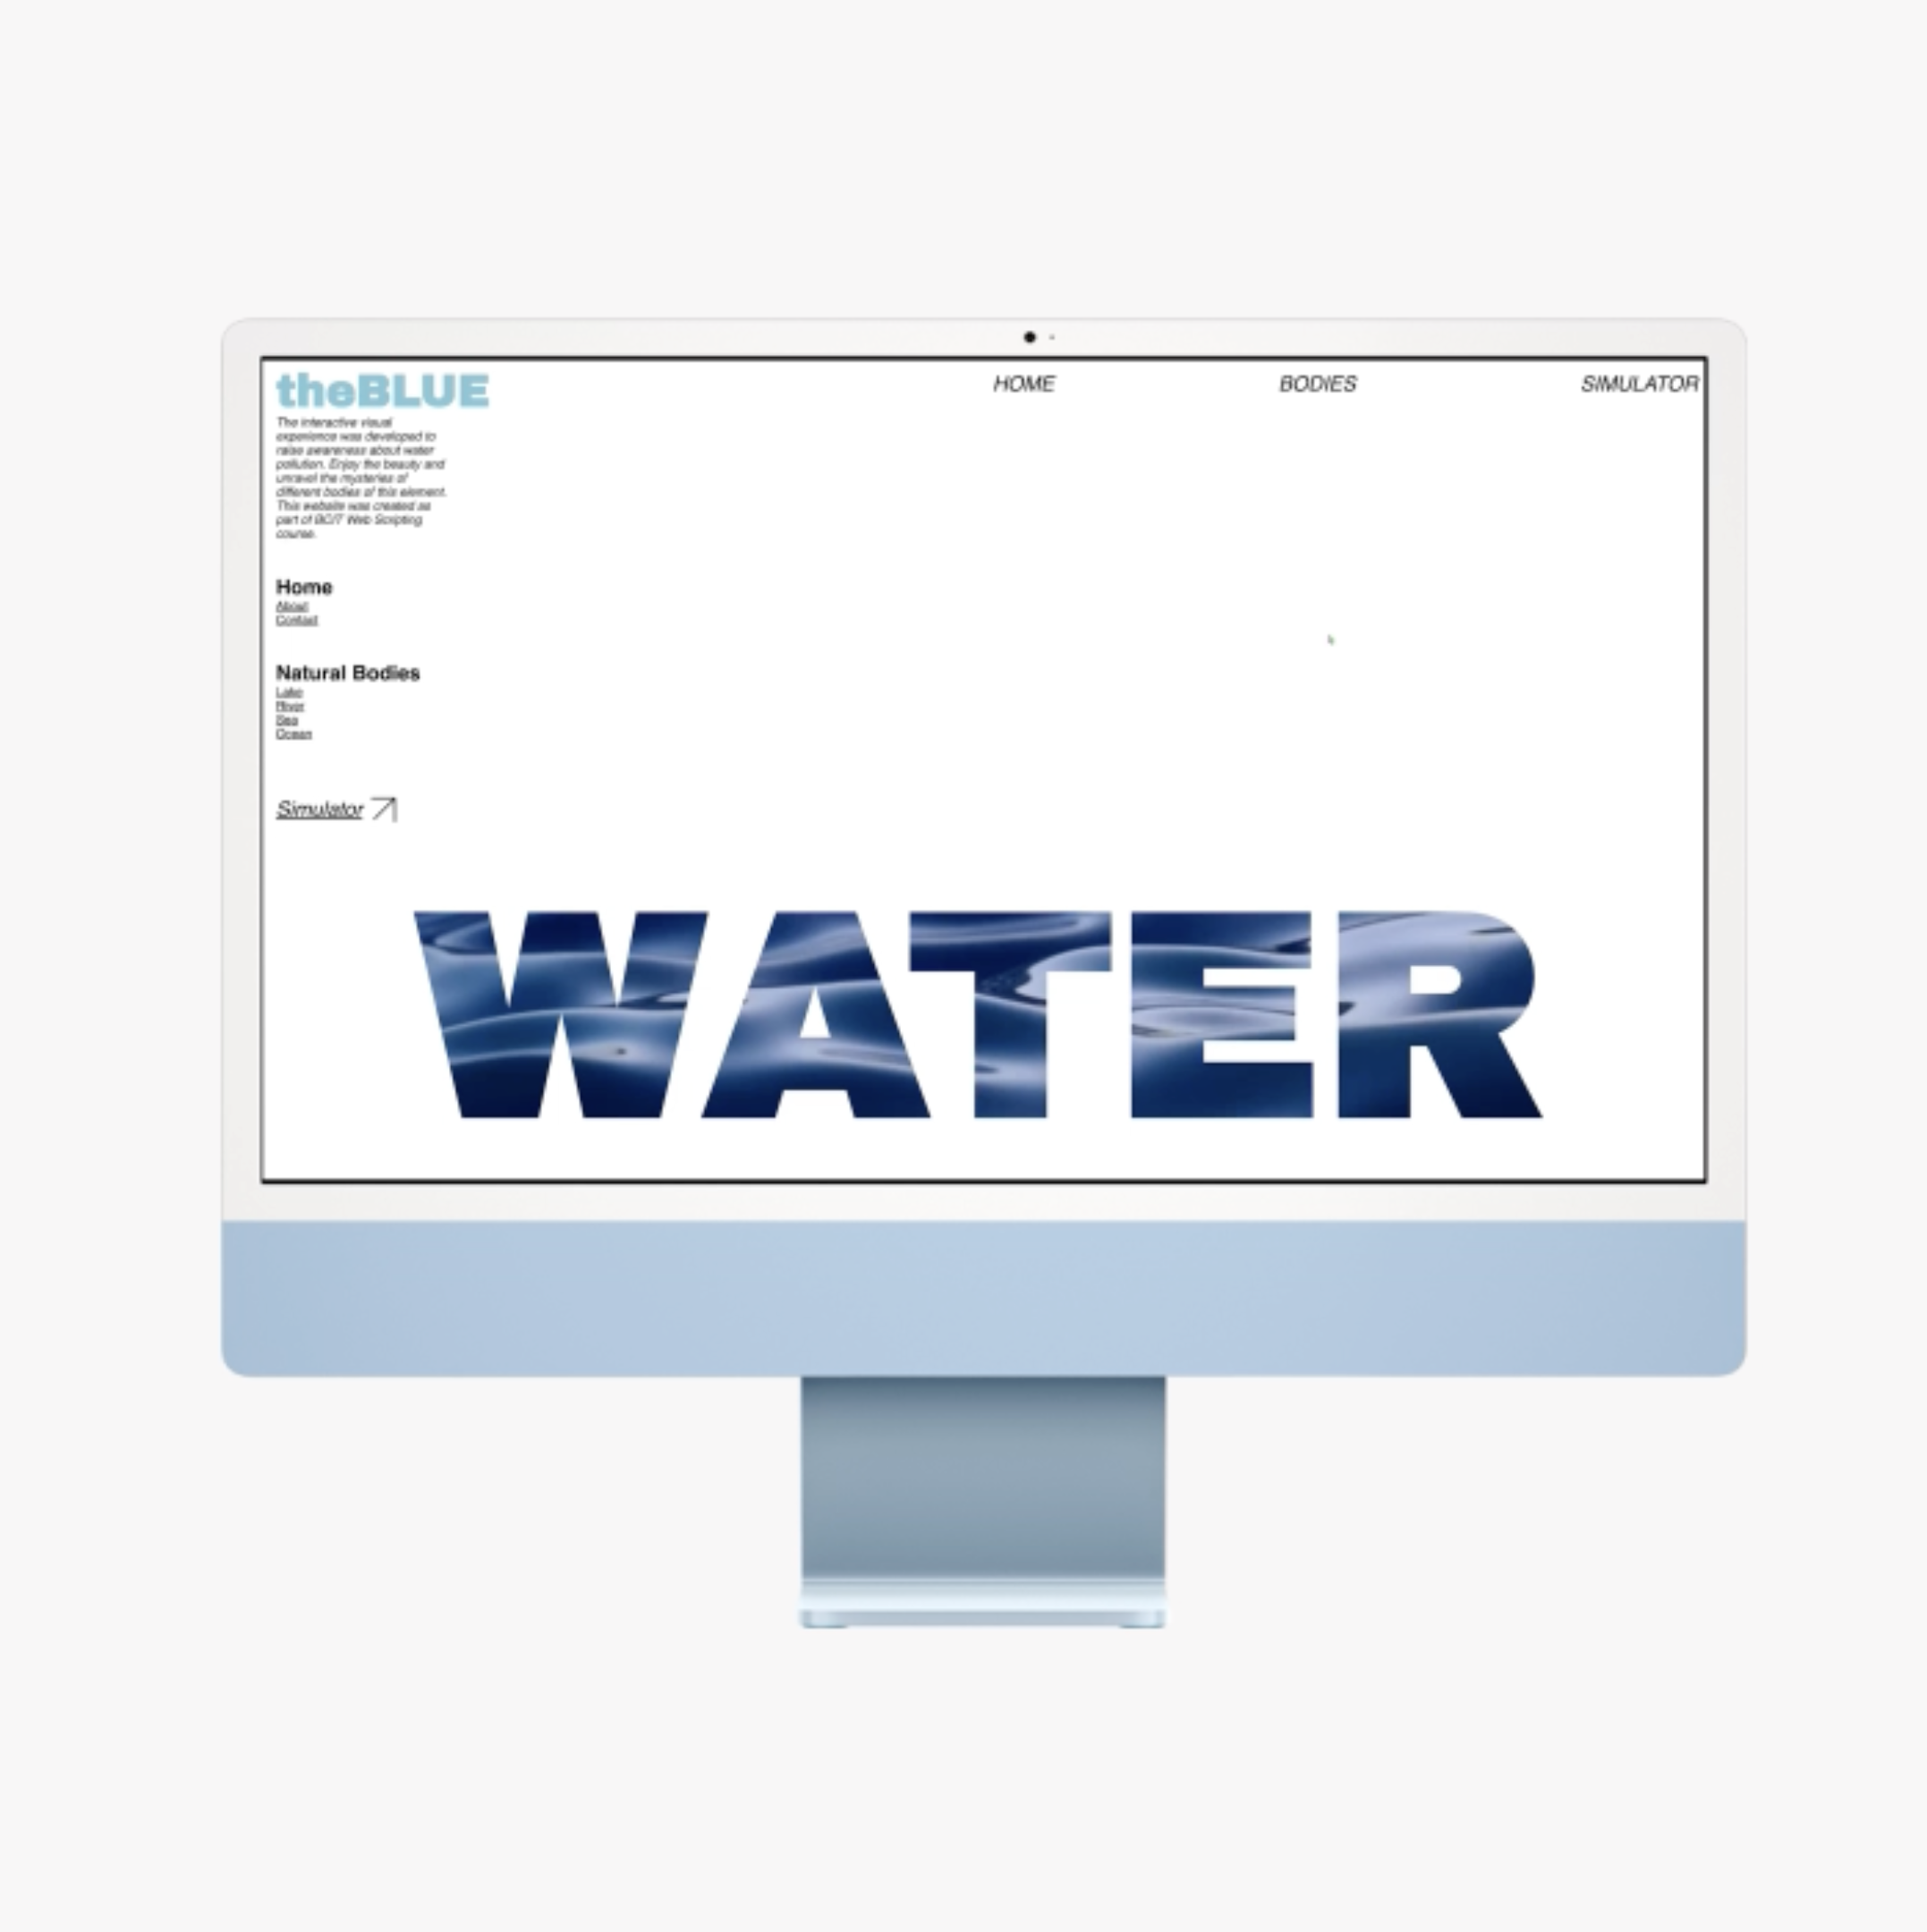 theBLUE
HOME
BODIES
SIMULATOR
The interactive visual
experience was developed to
raise awareness about water
pollution. Enjoy the beauty and
unravel the mysteries of
different bodies of this element.
This website was created as
part of BCIT Web Scripting
course.
Home
About
Contact
Natural Bodies
Lake
River
Sea
Ocean
Simulator
WATER